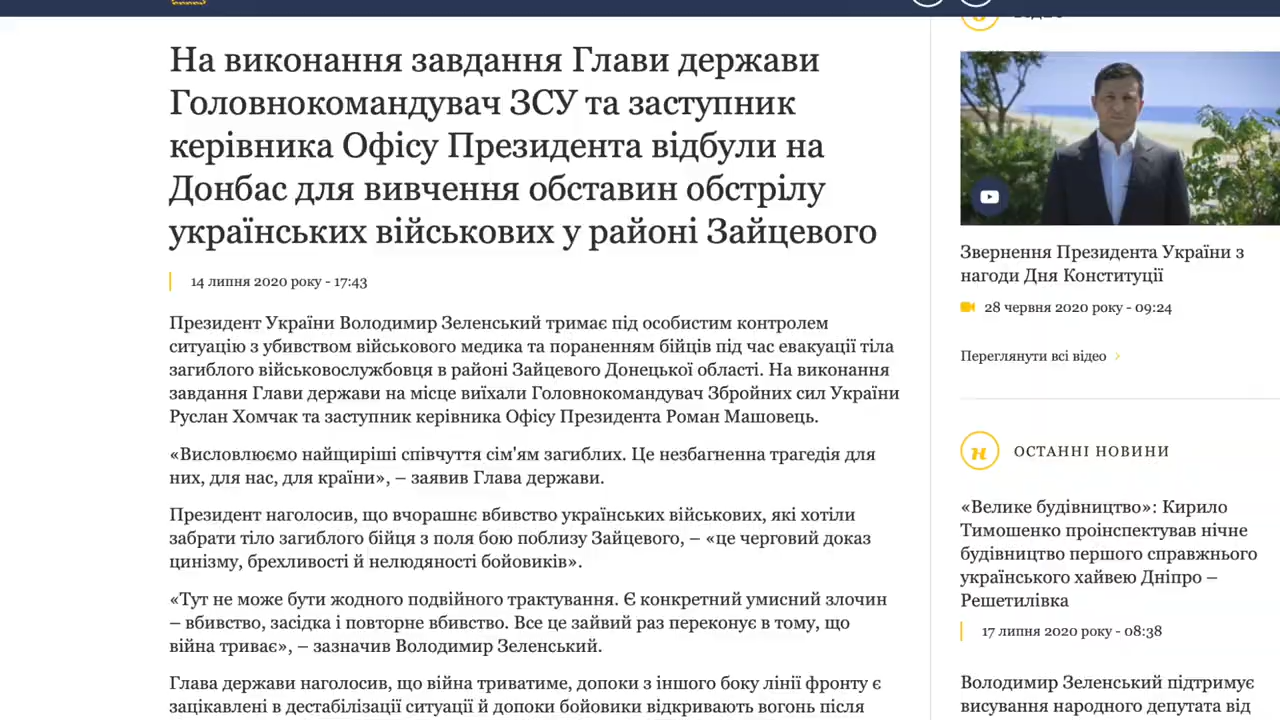 На виконання завдання Глави держави
Головнокомандувач ЗСУ та заступник
керівника Офісу Президента відбули на
Донбас для вивчення обставин обстрілу
українських військових у районі Зайцевого
14 липня 2020 року - 17:43
Президент України Володимир Зеленський тримає під особистим контролем
ситуацію з убивством військового медика та пораненням бійців під час евакуації тіла
загиблого військовослужбовця в районі Зайцевого Донецької області. На виконання
завдання Глави держави на місце виїхали Головнокомандувач Збройних сил України
Руслан Хомчак та заступник керівника Офісу Президента Роман Машовець.
«Висловлюємо найщиріші співчуття сім'ям загиблих. Це незбагненна трагедія для
них, для нас, для країни», – заявив Глава держави.
Президент наголосив, що вчорашнє вбивство українських військових, які хотіли
забрати тіло загиблого бійця з поля бою поблизу Зайцевого, – «це черговий доказ
цинізму, брехливості й нелюдяності бойовиків».
«Тут не може бути жодного подвійного трактування. Є конкретний умисний злочин
– вбивство, засідка і повторне вбивство. Все це зайвий раз переконує в тому, що
війна триває», – зазначив Володимир Зеленський.
Глава держави наголосив, що війна триватиме, допоки з іншого боку лінії фронту є
зацікавлені в дестабілізації ситуації й допоки бойовики відкривають вогонь після
Звернення Президента України з
нагоди Дня Конституції
28 червня 2020 року - 09:24
Переглянути всі відео
н
ОСТАННІ НОВИНИ
«Велике будівництво»: Кирило
Тимошенко проінспектував нічне
будівництво першого справжнього
українського хайвею Дніпро –
Решетилівка
17 липня 2020 року - 08:38
Володимир Зеленський підтримує
висування народного депутата від